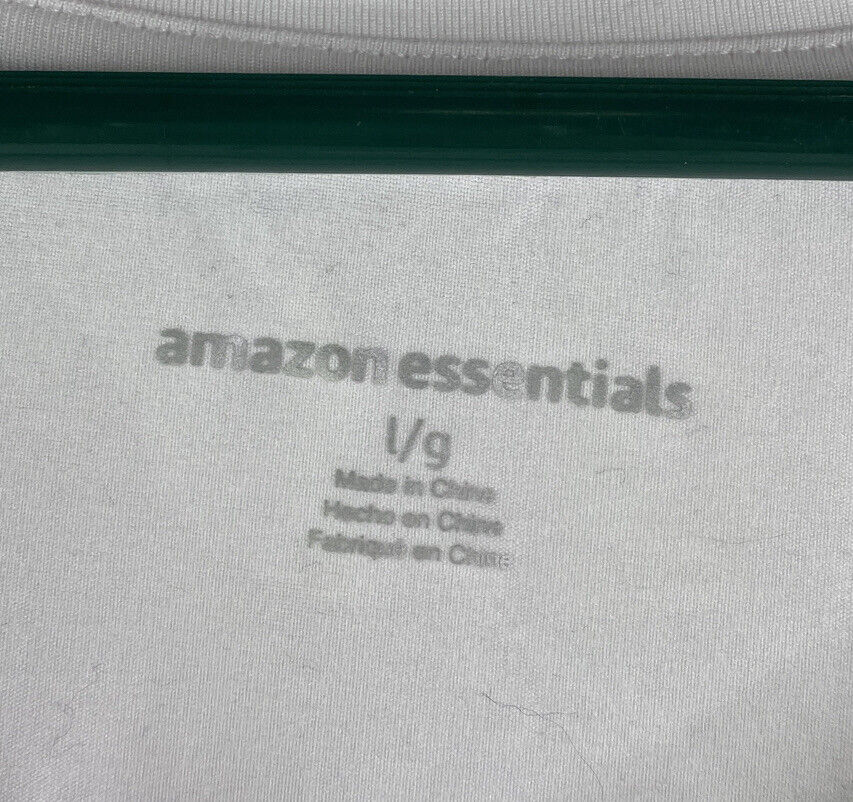 amazon essentials
l/g
Made in China
Hecho en China
Fabriqué en Chine